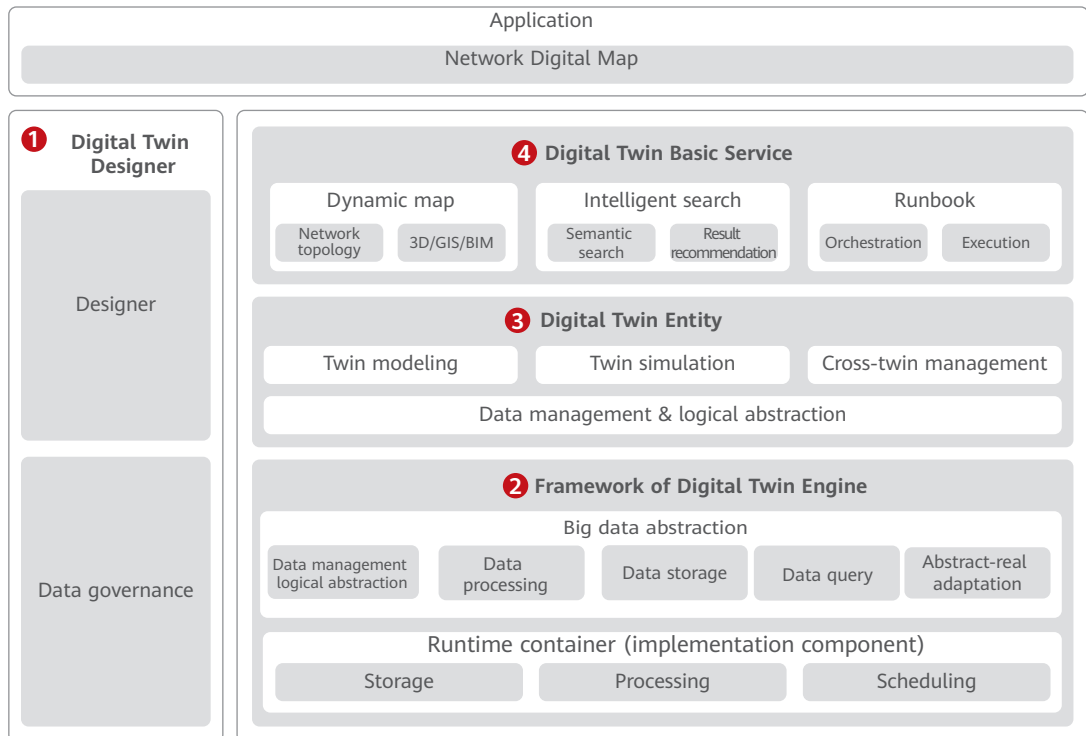 Application
Network Digital Map
1 Digital Twin
Designer
Designer
Data governance
4 Digital Twin Basic Service
Dynamic map
Network
topology
3D/GIS/BIM
Intelligent search
Semantic
search
Result
recommendation
Runbook
Orchestration
Execution
3 Digital Twin Entity
Twin modeling
Twin simulation
Cross-twin management
Data management & logical abstraction
2 Framework of Digital Twin Engine
Big data abstraction
Data management
logical abstraction
Data
processing
Data storage
Data query
Abstract-real
adaptation
Runtime container (implementation component)
Storage
Processing
Scheduling